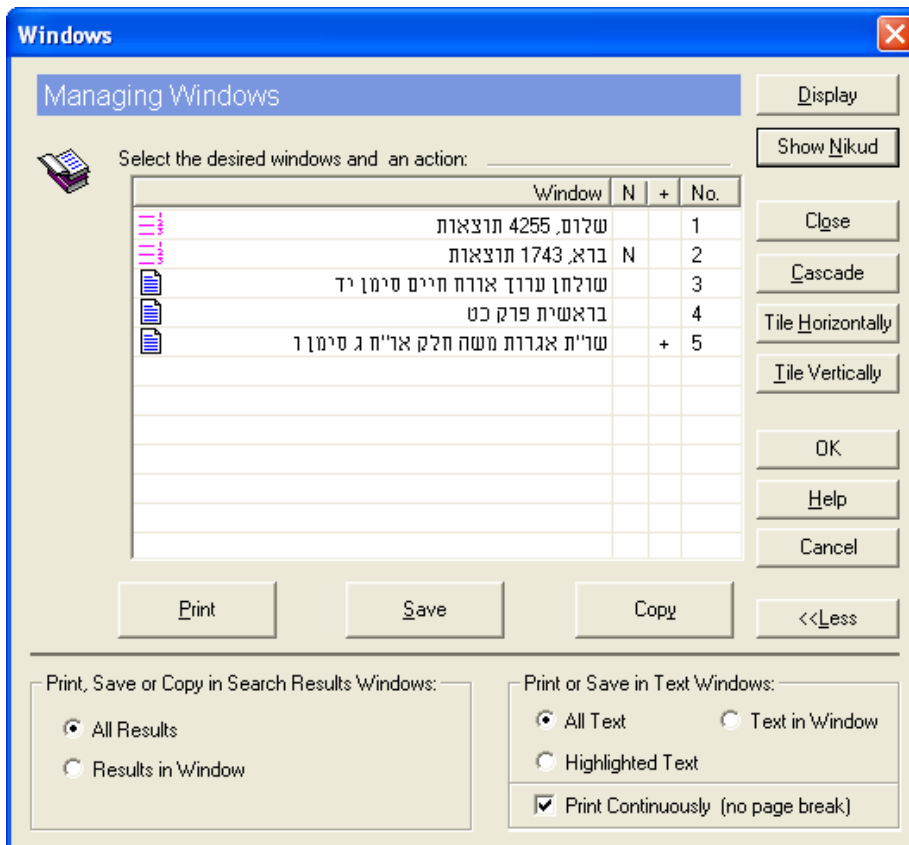 Windows
Managing Windows
Display
Show Nikud
Select the desired windows and an action:
Window N + No.
שלום, 4255 תוצאות 1
ברא, 1743 תוצאות N 2
שולחן ערוך אורח חיים סימן יד 3
בראשית פרק כט 4
שו"ת אגרות משה חלק או"ח ג סימן ו + 5
Close
Cascade
Tile Horizontally
Tile Vertically
OK
Help
Cancel
Print Save Copy
<<Less
Print, Save or Copy in Search Results Windows:
All Results
Results in Window
Print or Save in Text Windows:
All Text Text in Window
Highlighted Text
Print Continuously (no page break)